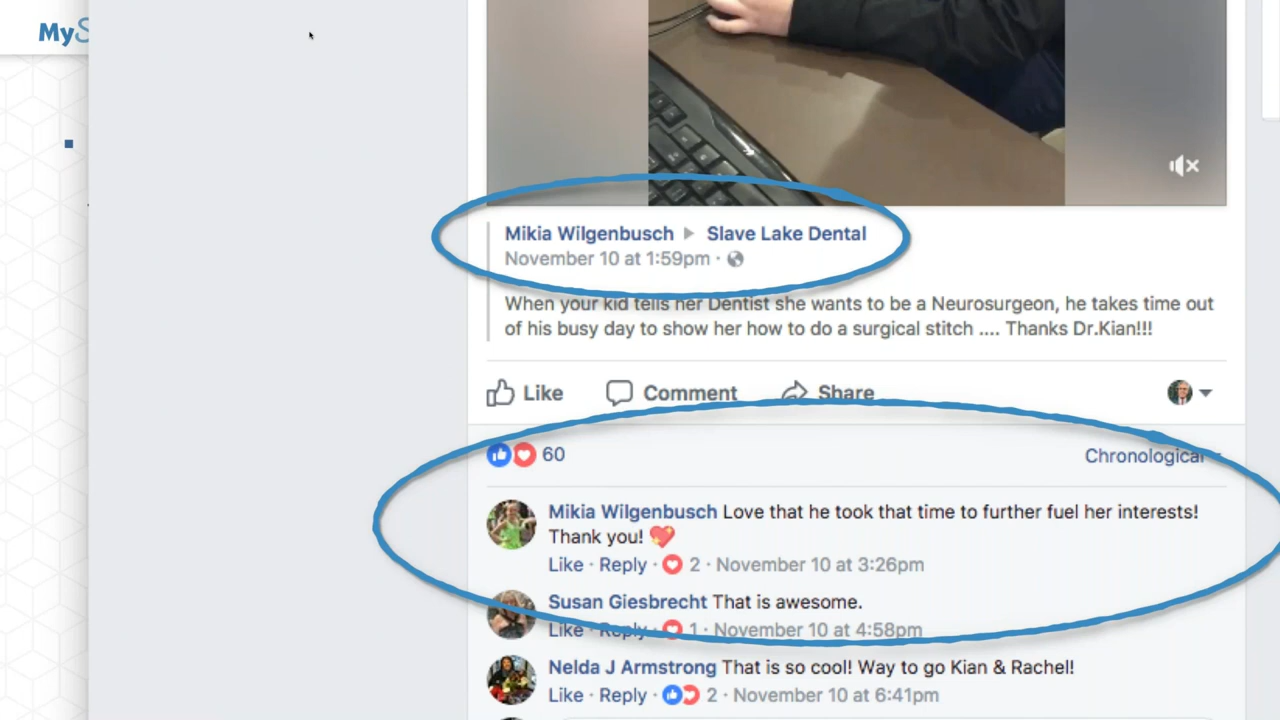 My
Mikia Wilgenbusch Slave Lake Dental
November 10 at 1:59pm ·
When your kid tells her Dentist she wants to be a Neurosurgeon, he takes time out
of his busy day to show her how to do a surgical stitch .... Thanks Dr.Kian!!!
Like Comment Share
60 Chronological
Mikia Wilgenbusch Love that he took that time to further fuel her interests!
Thank you! 💖
Like · Reply · 2 · November 10 at 3:26pm
Susan Giesbrecht That is awesome.
Like · Reply · 1 · November 10 at 4:58pm
Nelda J Armstrong That is so cool! Way to go Kian & Rachel!
Like · Reply · 2 · November 10 at 6:41pm